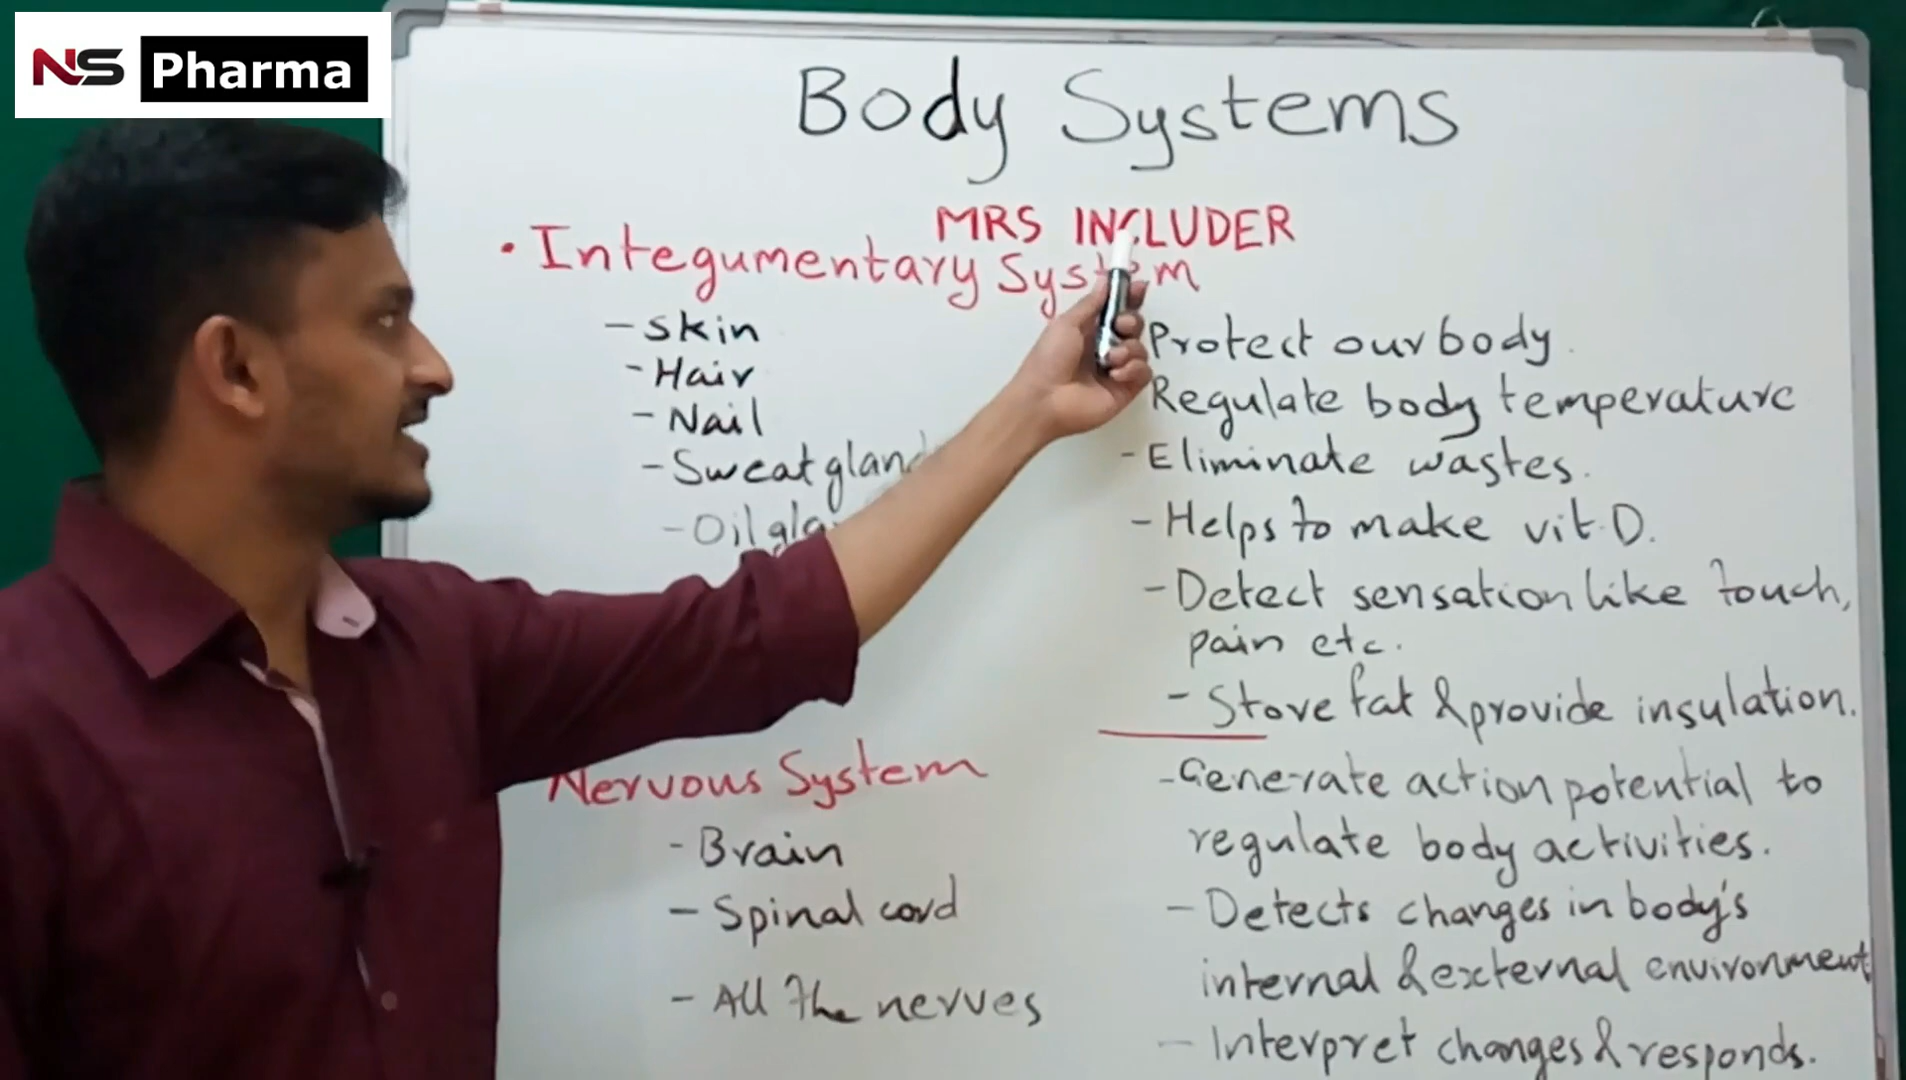 NS Pharma
Body Systems
MRS INCLUDER
• Integumentary System
- Skin
- Hair
- Nail
- Sweat gland
- Oil
Protect our body.
Regulate body temperature
- Eliminate wastes.
- Helps to make vit. D.
- Detect sensation like touch,
pain etc.
- Store fat & provide insulation.
Nervous System
- Brain
- Spinal cord
- All the nerves
- Generate action potential to
regulate body activities.
- Detects changes in body's
internal & external environment
- Interpret changes & responds.